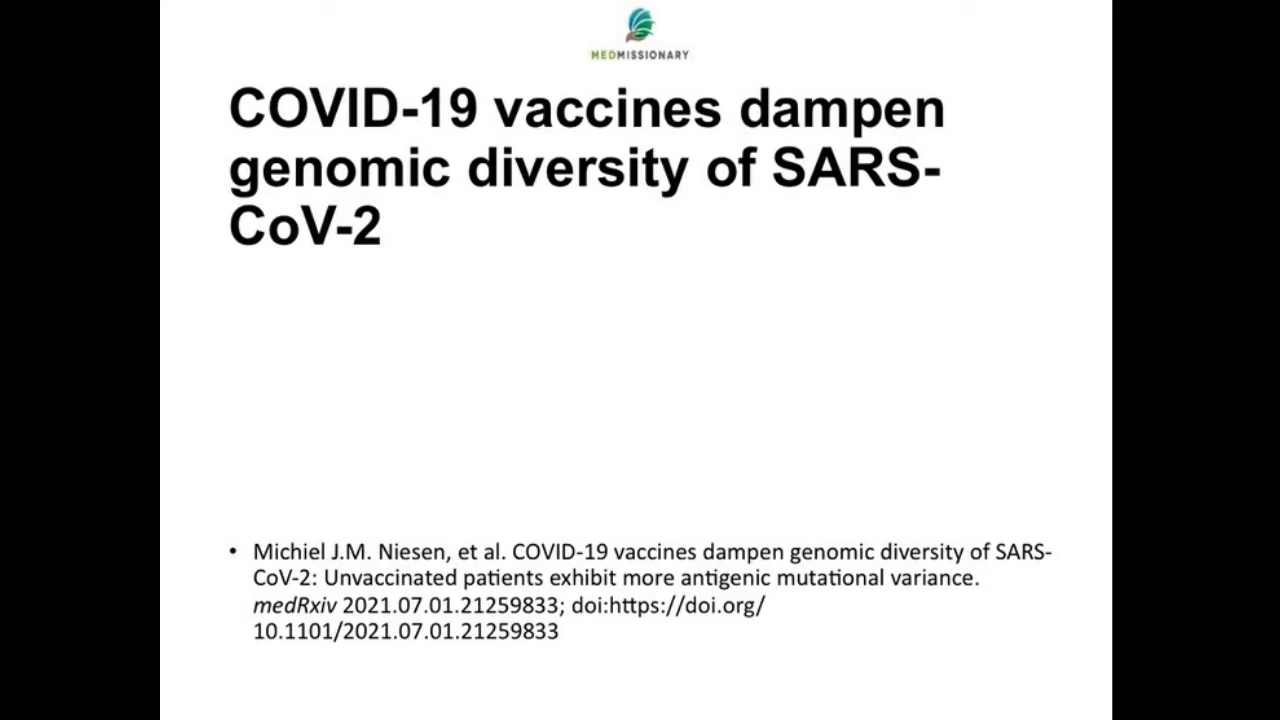 MEDMISSIONARY
COVID-19 vaccines dampen
genomic diversity of SARS-
CoV-2
• Michiel J.M. Niesen, et al. COVID-19 vaccines dampen genomic diversity of SARS-
CoV-2: Unvaccinated patients exhibit more antigenic mutational variance.
medRxiv 2021.07.01.21259833; doi:https://doi.org/
10.1101/2021.07.01.21259833